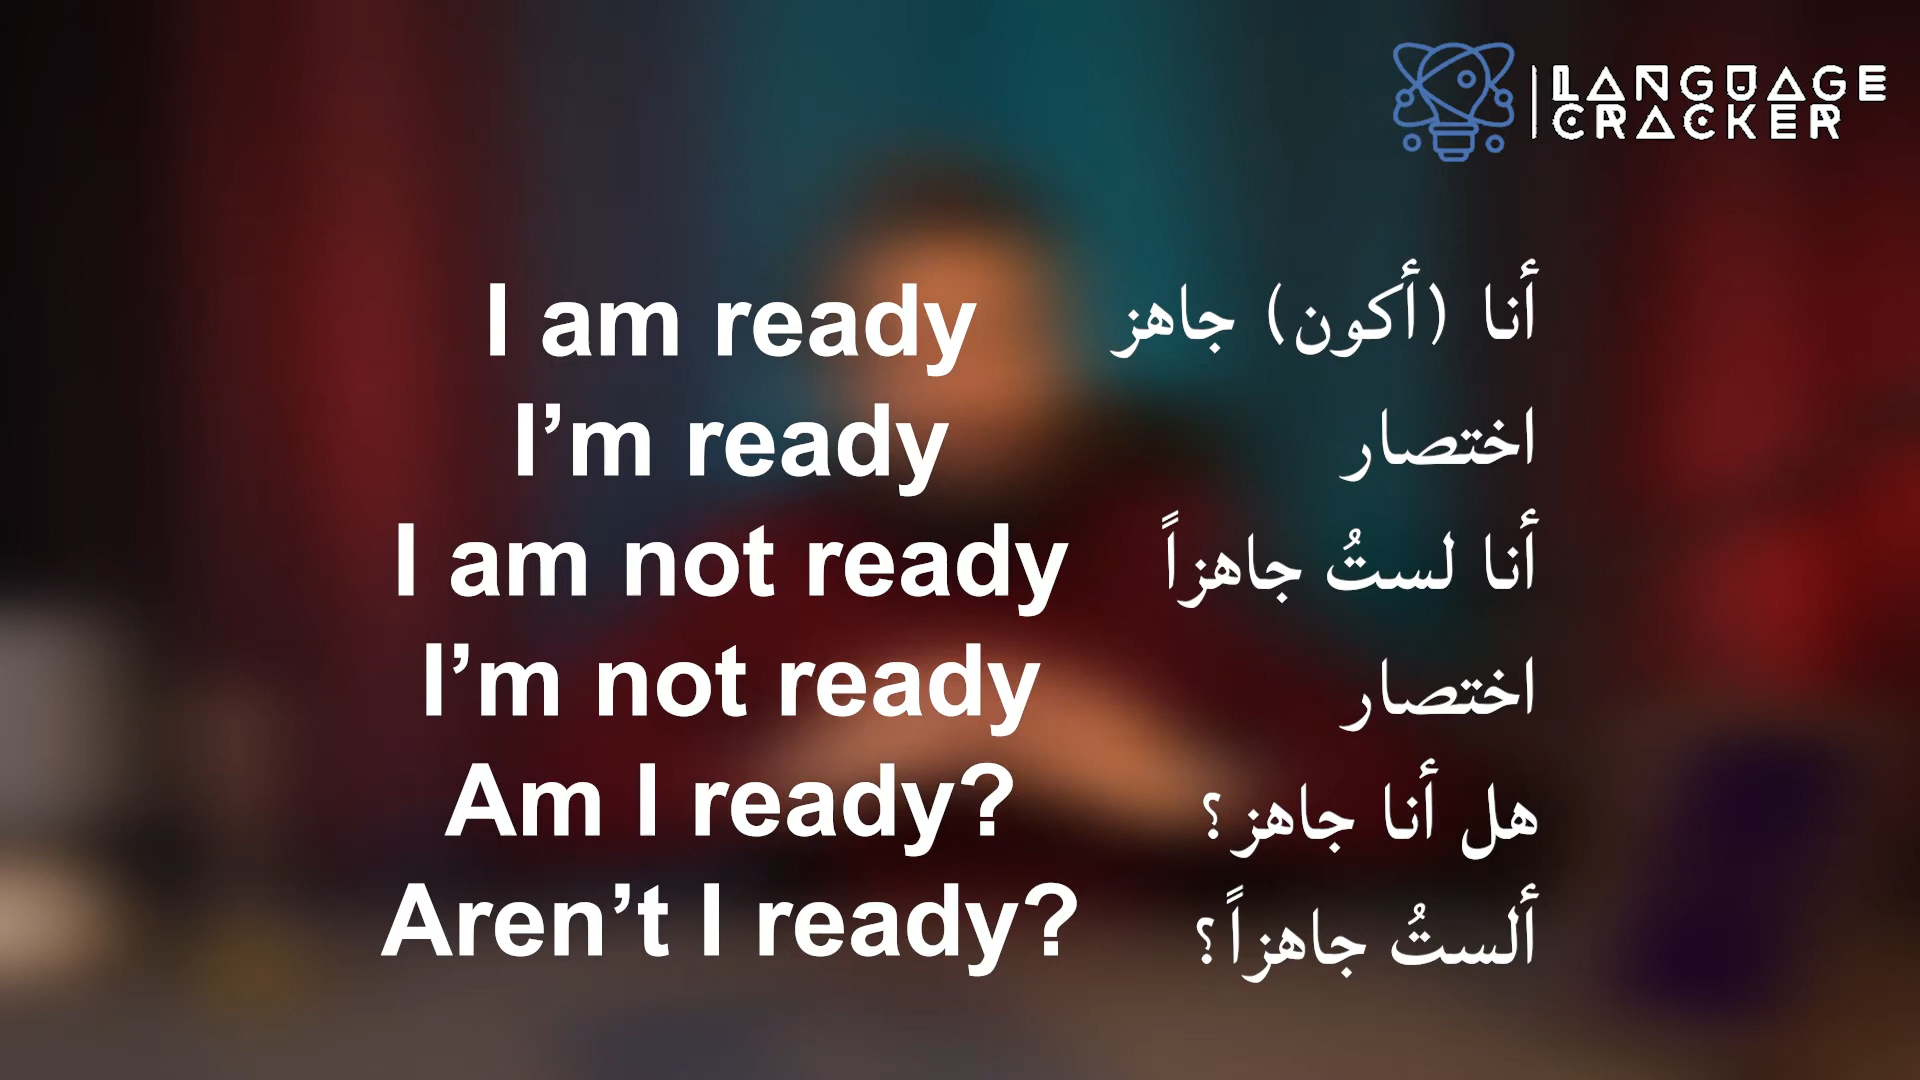 LANGUAGE
CRACKER
I am ready
أنا (أكون) جاهز
I’m ready
اختصار
I am not ready
أنا لستُ جاهزاً
I’m not ready
اختصار
Am I ready?
هل أنا جاهز؟
Aren’t I ready?
ألستُ جاهزاً؟